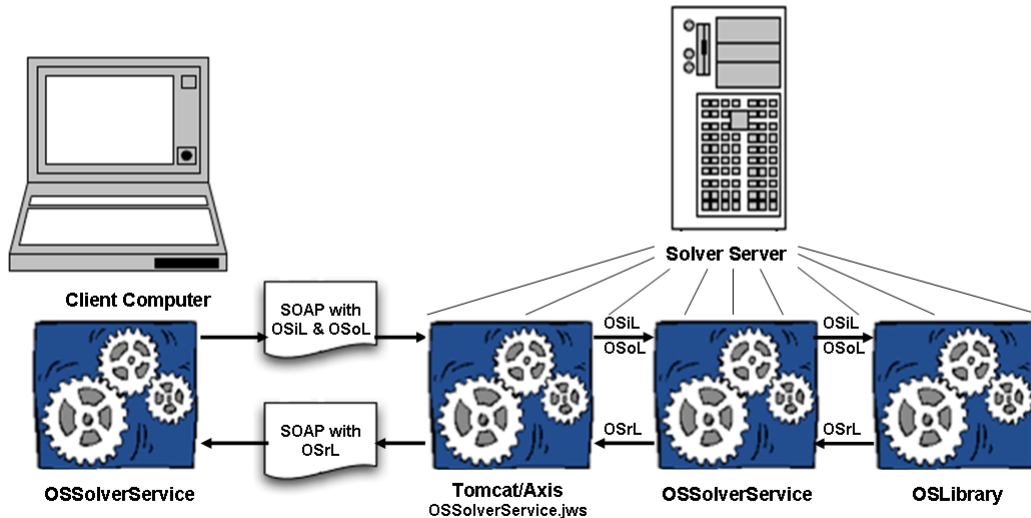 Solver Server
Client Computer
SOAP with
OSiL & OSoL
OSiL
OSoL
OSiL
OSoL
SOAP with
OSrL
OSrL
OSrL
OSSolverService
Tomcat/Axis
OSSolverService.jws
OSSolverService
OSLibrary